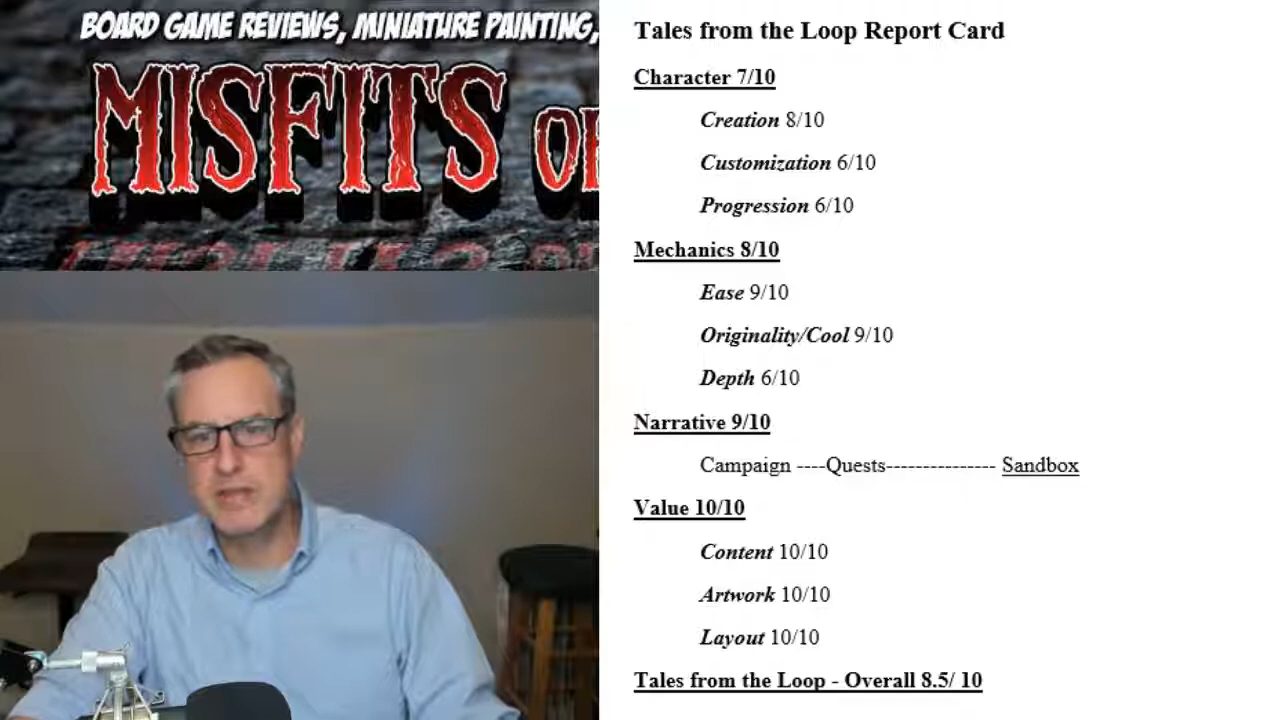 BOARD GAME REVIEWS, MINIATURE PAINTING,
MISFITS
Tales from the Loop Report Card
Character 7/10
Creation 8/10
Customization 6/10
Progression 6/10
Mechanics 8/10
Ease 9/10
Originality/Cool 9/10
Depth 6/10
Narrative 9/10
Campaign ----Quests--------------- Sandbox
Value 10/10
Content 10/10
Artwork 10/10
Layout 10/10
Tales from the Loop - Overall 8.5/ 10